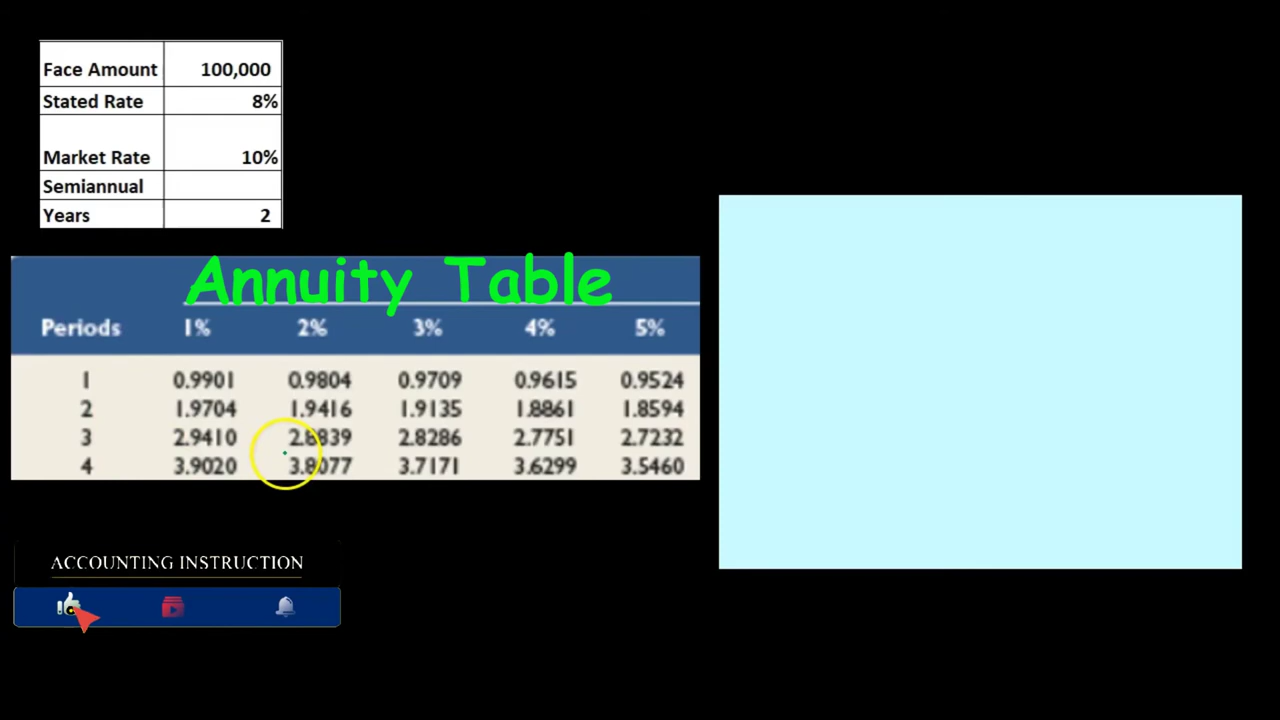 Face Amount 100,000
Stated Rate 8%
Market Rate 10%
Semiannual
Years 2
Annuity Table
Periods 1% 2% 3% 4% 5%
1 0.9901 0.9804 0.9709 0.9615 0.9524
2 1.9704 1.9416 1.9135 1.8861 1.8594
3 2.9410 2.8839 2.8286 2.7751 2.7232
4 3.9020 3.8077 3.7171 3.6299 3.5460
ACCOUNTING INSTRUCTION